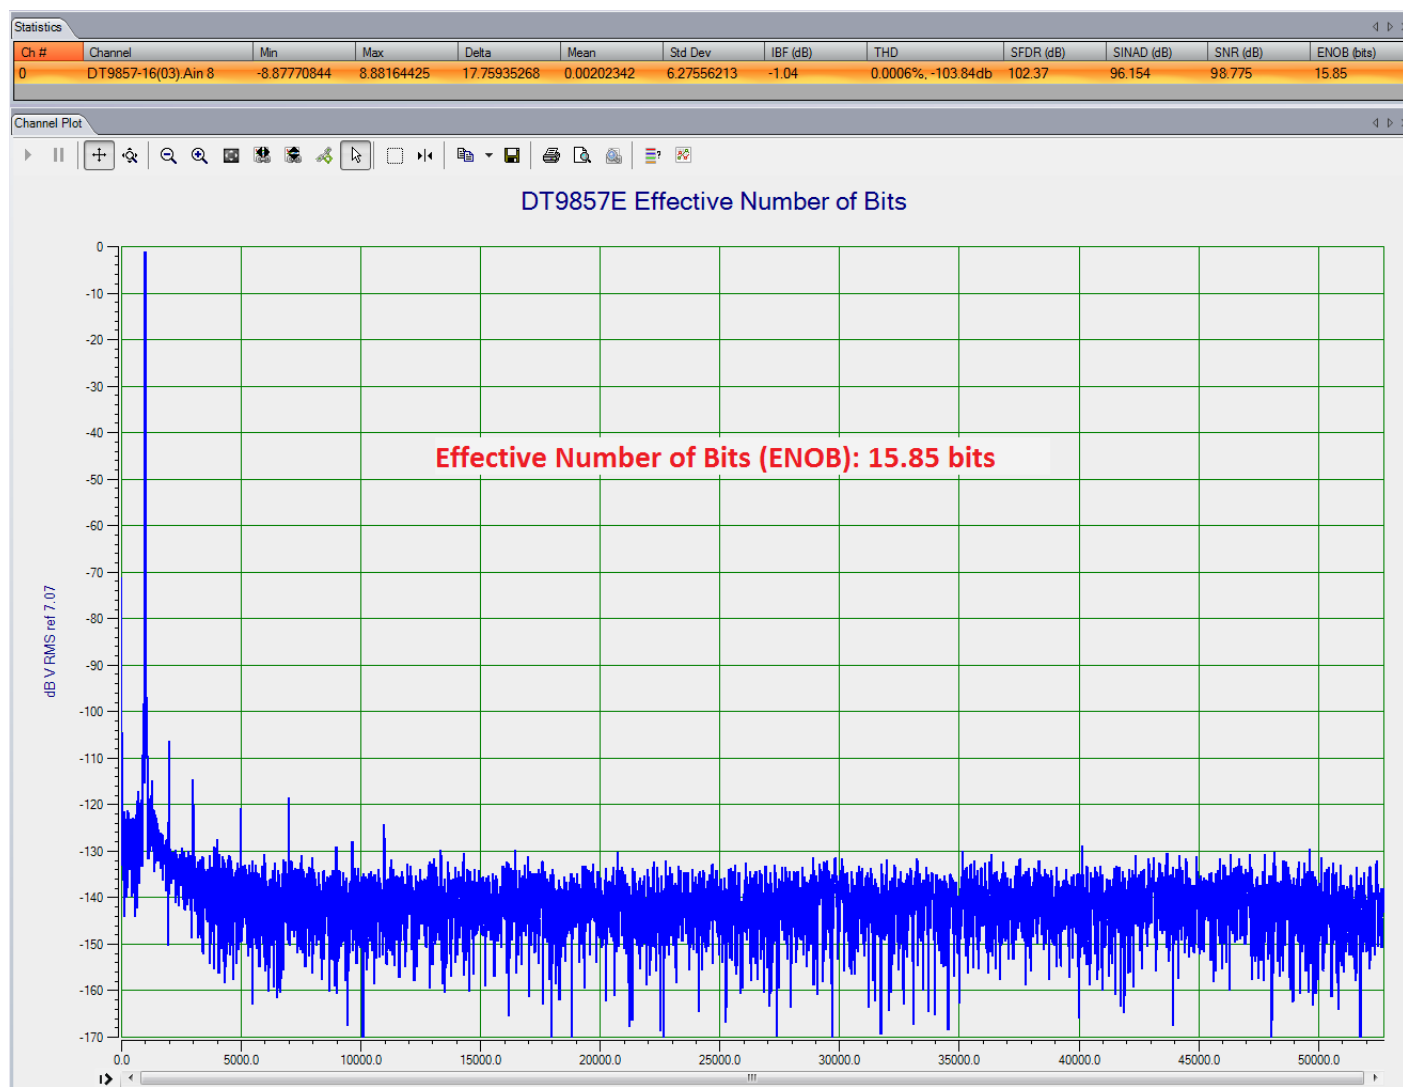 Statistics
Ch # Channel Min Max Delta Mean Std Dev IBF (dB) THD SFDR (dB) SINAD (dB) SNR (dB) ENOB (bits)
0 DT9857-16(03).Ain 8 -8.87770844 8.88164425 17.75935268 0.00202342 6.27556213 -1.04 0.0006%, -103.84db 102.37 96.154 98.775 15.85
Channel Plot
DT9857E Effective Number of Bits
0
-10
-20
-30
-40
Effective Number of Bits (ENOB): 15.85 bits
-50
-60
-70
-80
-90
-100
-110
-120
-130
-140
-150
-160
-170
dB V RMS ref 7.07
0.0 5000.0 10000.0 15000.0 20000.0 25000.0 30000.0 35000.0 40000.0 45000.0 50000.0